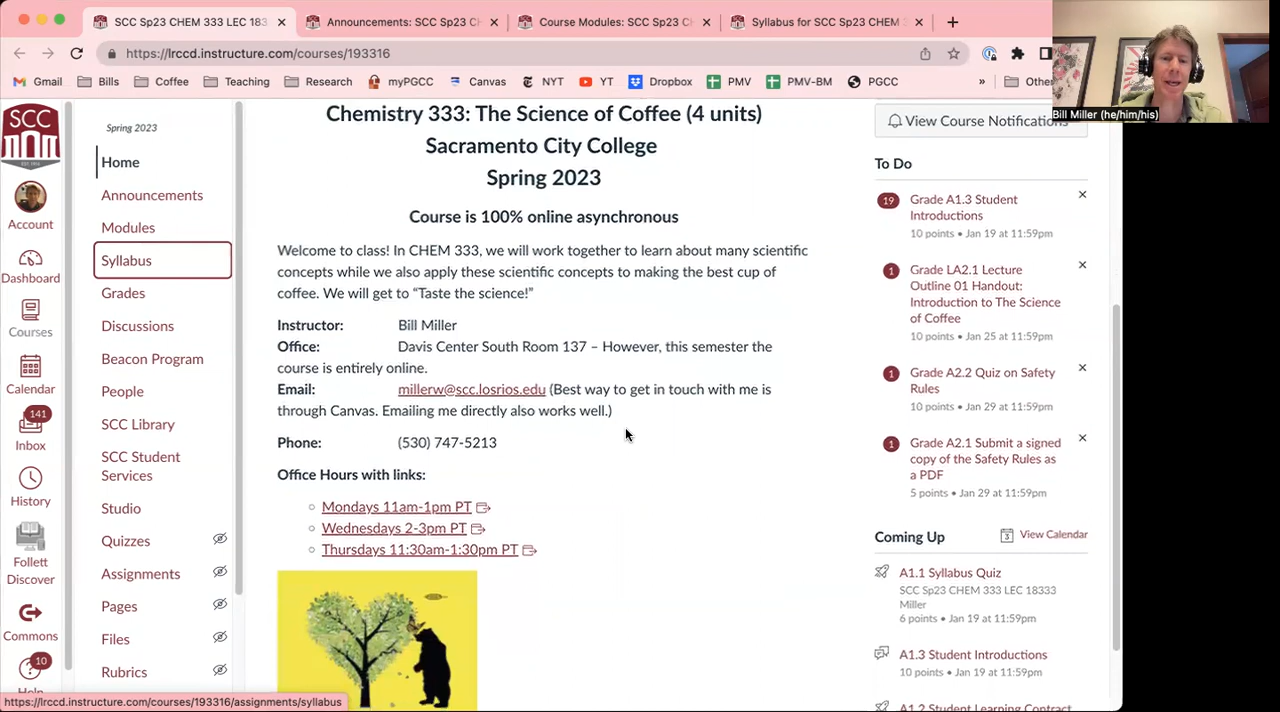 SCC Sp23 CHEM 333 LEC 183
Announcements: SCC Sp23 C
Course Modules: SCC Sp23 C
Syllabus for SCC Sp23 CHEM
https://lrccd.instructure.com/courses/193316
Gmail
Bills
Coffee
Teaching
Research
myPGCC
Canvas
NYT
YT
Dropbox
PMV
PMV-BM
PGCC
»
Othe
Bill Miller (he/him/his)
SCC
Account
Dashboard
Courses
Calendar
141
Inbox
History
Follett
Discover
Commons
10
Help
Spring 2023
Home
Announcements
Modules
Syllabus
Grades
Discussions
Beacon Program
People
SCC Library
SCC Student
Services
Studio
Quizzes
Assignments
Pages
Files
Rubrics
Chemistry 333: The Science of Coffee (4 units)
Sacramento City College
Spring 2023
Course is 100% online asynchronous
Welcome to class! In CHEM 333, we will work together to learn about many scientific
concepts while we also apply these scientific concepts to making the best cup of
coffee. We will get to “Taste the science!”
Instructor: Bill Miller
Office: Davis Center South Room 137 – However, this semester the
course is entirely online.
Email: millerw@scc.losrios.edu (Best way to get in touch with me is
through Canvas. Emailing me directly also works well.)
Phone: (530) 747-5213
Office Hours with links:
Mondays 11am-1pm PT
Wednesdays 2-3pm PT
Thursdays 11:30am-1:30pm PT
View Course Notifications
To Do
19
Grade A1.3 Student
Introductions
10 points • Jan 19 at 11:59pm
1
Grade LA2.1 Lecture
Outline 01 Handout:
Introduction to The Science
of Coffee
10 points • Jan 25 at 11:59pm
1
Grade A2.2 Quiz on Safety
Rules
10 points • Jan 29 at 11:59pm
1
Grade A2.1 Submit a signed
copy of the Safety Rules as
a PDF
5 points • Jan 29 at 11:59pm
Coming Up
3
View Calendar
A1.1 Syllabus Quiz
SCC Sp23 CHEM 333 LEC 18333
Miller
6 points • Jan 19 at 11:59pm
A1.3 Student Introductions
10 points • Jan 19 at 11:59pm
A1.2 Student Learning Contract
https://lrccd.instructure.com/courses/193316/assignments/syllabus